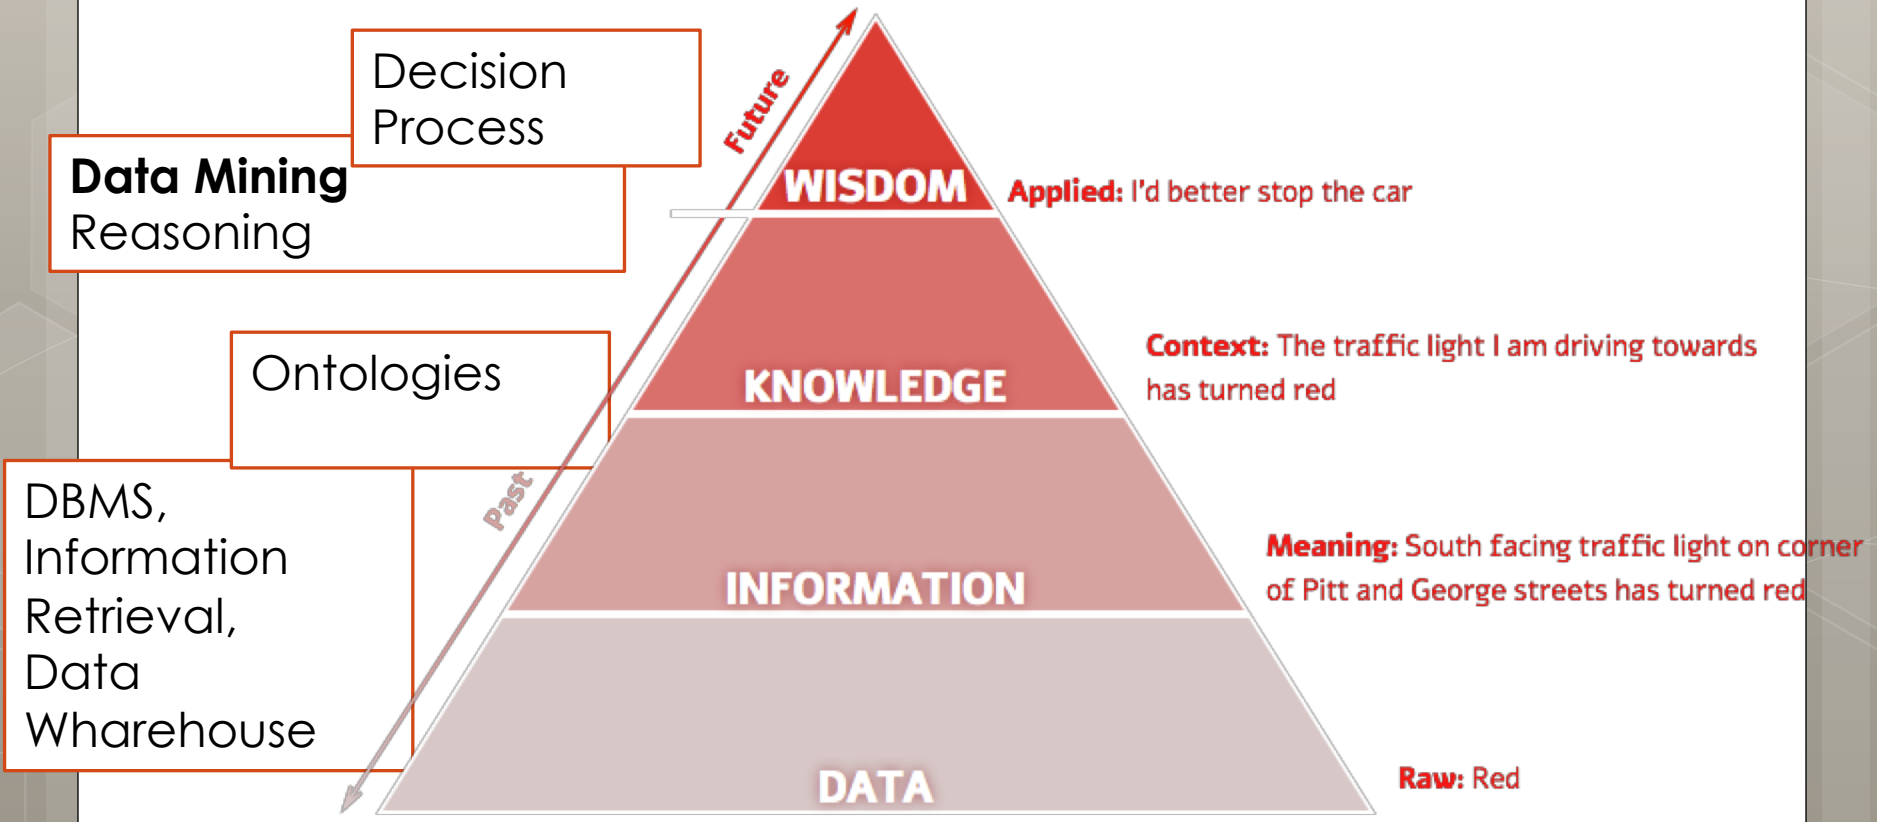 Decision
Process
Data Mining
Reasoning
Ontologies
DBMS,
Information
Retrieval,
Data
Wharehouse
Future
Past
WISDOM
Applied: I'd better stop the car
KNOWLEDGE
Context: The traffic light I am driving towards
has turned red
INFORMATION
Meaning: South facing traffic light on corner
of Pitt and George streets has turned red
DATA
Raw: Red